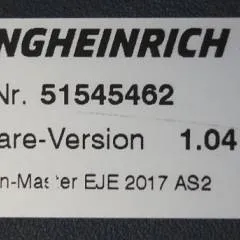 NGHEINRICH
Nr. 51545462
are-Version 1.04
n-Master EJE 2017 AS2